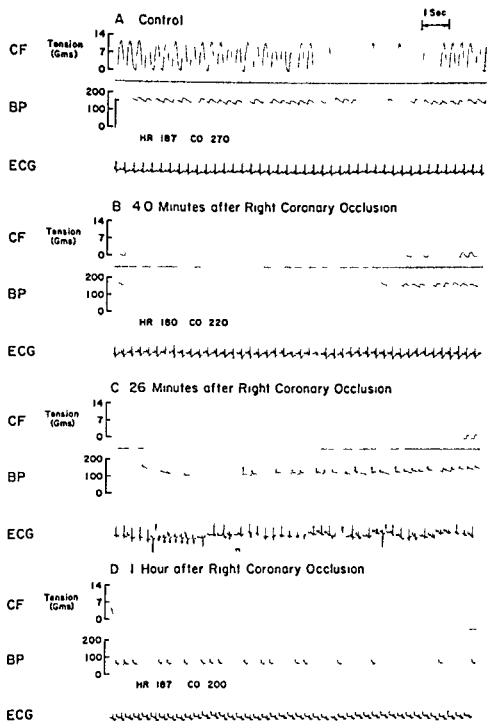 A Control
1 Sec
CF Tension (Gms) 14 7 0
BP 200 100 0
HR 187 CO 270
ECG
B 40 Minutes after Right Coronary Occlusion
CF Tension (Gms) 14 7 0
BP 200 100 0
HR 180 CO 220
ECG
C 26 Minutes after Right Coronary Occlusion
CF Tension (Gms) 14 7 0
BP 200 100 0
ECG
D 1 Hour after Right Coronary Occlusion
CF Tension (Gms) 14 7 0
BP 200 100 0
HR 187 CO 200
ECG